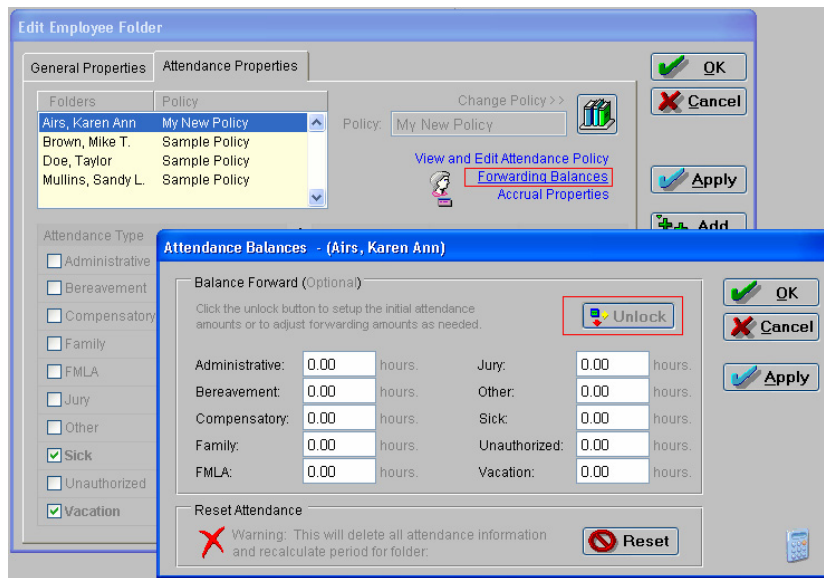 Edit Employee Folder
General Properties Attendance Properties
OK
Cancel
Apply
Add
Folders Policy
Airs, Karen Ann My New Policy
Brown, Mike T. Sample Policy
Doe, Taylor Sample Policy
Mullins, Sandy L. Sample Policy
Change Policy >>
Policy: My New Policy
View and Edit Attendance Policy
Forwarding Balances
Accrual Properties
Attendance Type
Administrative
Bereavement
Compensatory
Family
FMLA
Jury
Other
Sick
Unauthorized
Vacation
Attendance Balances - (Airs, Karen Ann)
Balance Forward (Optional)
Click the unlock button to setup the initial attendance
amounts or to adjust forwarding amounts as needed.
Unlock
Administrative: 0.00 hours. Jury: 0.00 hours.
Bereavement: 0.00 hours. Other: 0.00 hours.
Compensatory: 0.00 hours. Sick: 0.00 hours.
Family: 0.00 hours. Unauthorized: 0.00 hours.
FMLA: 0.00 hours. Vacation: 0.00 hours.
Reset Attendance
Warning: This will delete all attendance information
and recalculate period for folder.
Reset
OK
Cancel
Apply